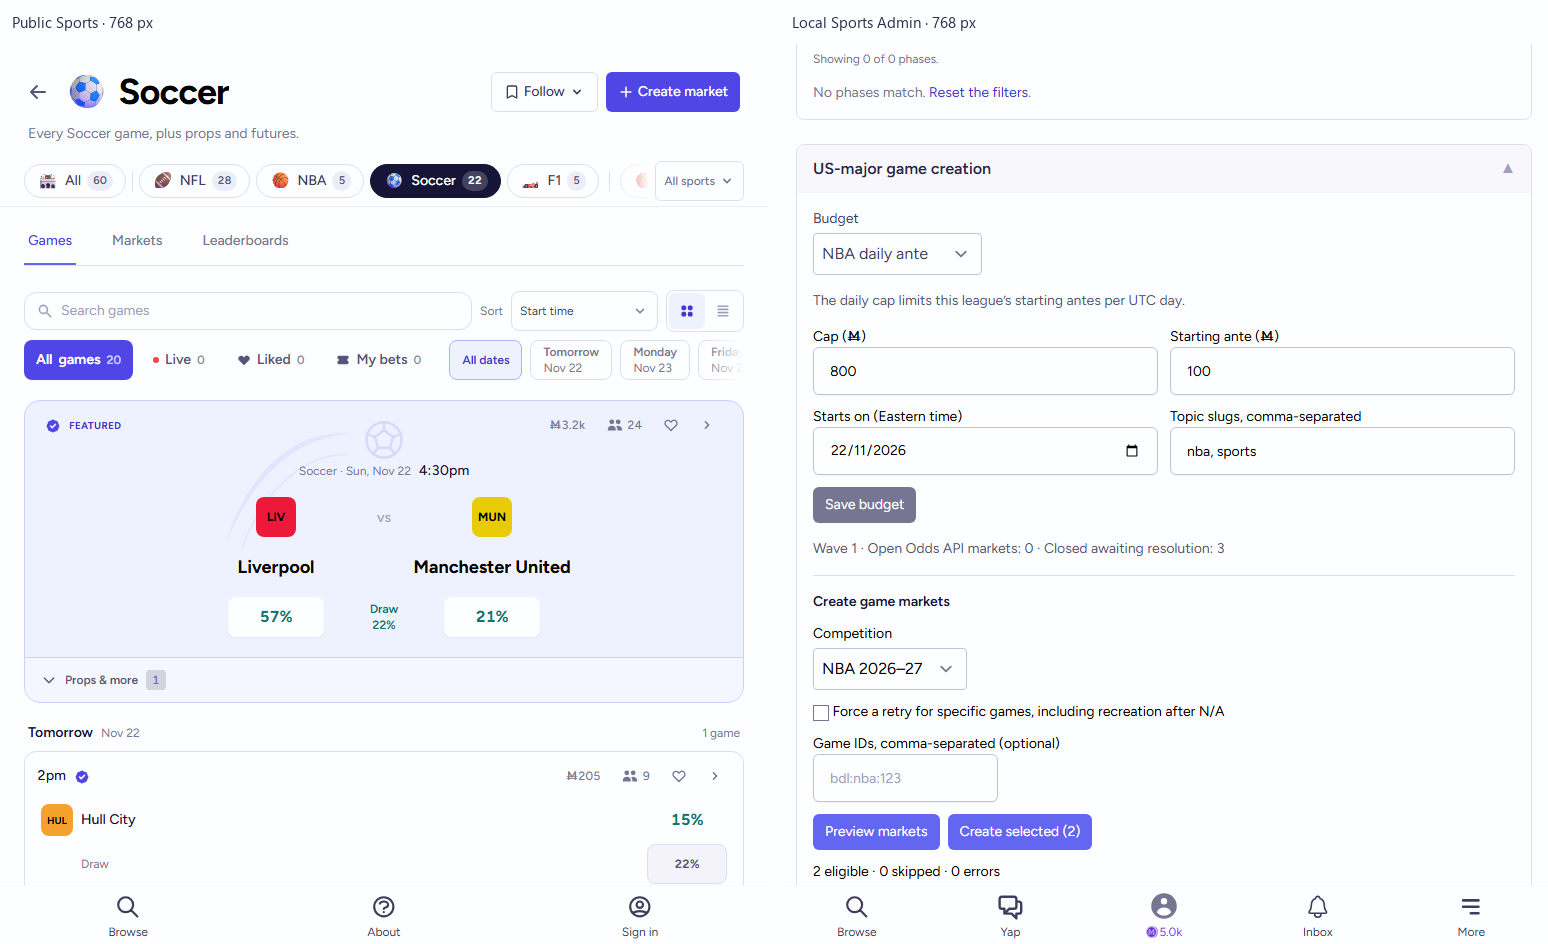 Public Sports · 768 px
Soccer
Follow
Create market
Every Soccer game, plus props and futures.
All 60
NFL 28
NBA 5
Soccer 22
F1 5
All sports
Games
Markets
Leaderboards
Search games
Sort
Start time
All games 20
Live 0
Liked 0
My bets 0
All dates
Tomorrow
Nov 22
Monday
Nov 23
Friday
Nov
FEATURED
Ṁ3.2k
24
Soccer · Sun, Nov 22 4:30pm
LIV
vs
MUN
Liverpool
Manchester United
57%
Draw
22%
21%
Props & more 1
Tomorrow Nov 22
1 game
2pm
Ṁ205
9
HUL
Hull City
15%
Draw
22%
Browse
About
Sign in
Local Sports Admin · 768 px
Showing 0 of 0 phases.
No phases match. Reset the filters.
US-major game creation
Budget
NBA daily ante
The daily cap limits this league’s starting antes per UTC day.
Cap (Ṁ)
Starting ante (Ṁ)
800
100
Starts on (Eastern time)
Topic slugs, comma-separated
22/11/2026
nba, sports
Save budget
Wave 1 · Open Odds API markets: 0 · Closed awaiting resolution: 3
Create game markets
Competition
NBA 2026–27
Force a retry for specific games, including recreation after N/A
Game IDs, comma-separated (optional)
bdl:nba:123
Preview markets
Create selected (2)
2 eligible · 0 skipped · 0 errors
Browse
Yap
5.0k
Inbox
More